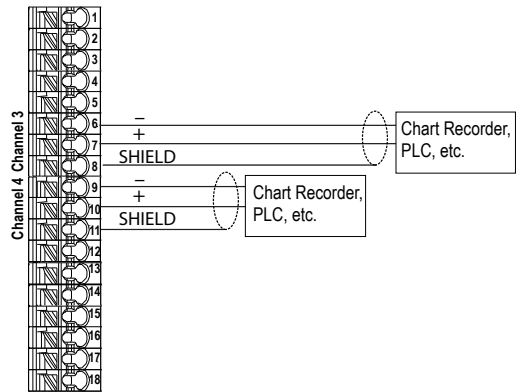 1
2
3
4
5
6
7
8
9
10
11
12
13
14
15
16
17
18
Channel 3
Channel 4
−
+
SHIELD
Chart Recorder,
PLC, etc.
−
+
SHIELD
Chart Recorder,
PLC, etc.